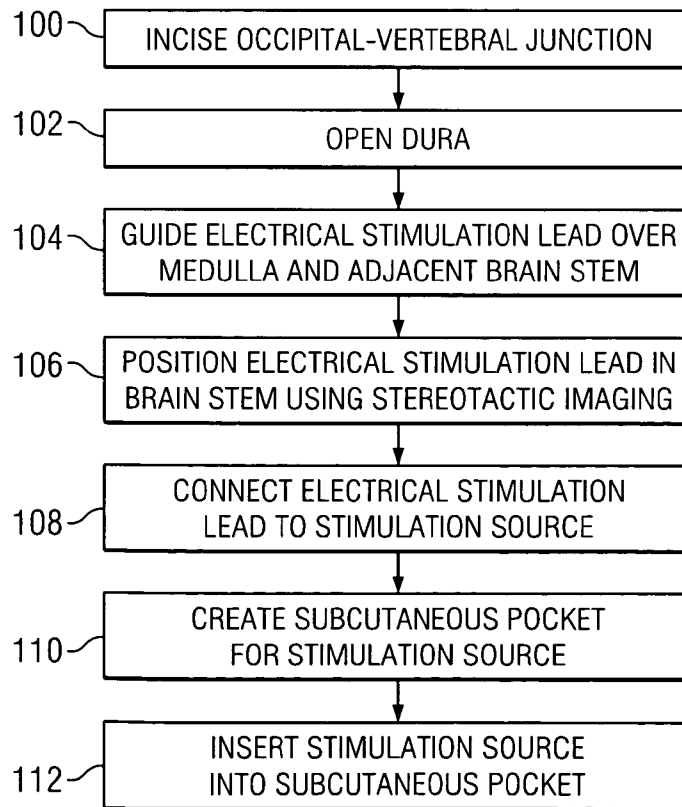 100
INCISE OCCIPITAL-VERTEBRAL JUNCTION
102
OPEN DURA
104
GUIDE ELECTRICAL STIMULATION LEAD OVER
MEDULLA AND ADJACENT BRAIN STEM
106
POSITION ELECTRICAL STIMULATION LEAD IN
BRAIN STEM USING STEREOTACTIC IMAGING
108
CONNECT ELECTRICAL STIMULATION
LEAD TO STIMULATION SOURCE
110
CREATE SUBCUTANEOUS POCKET
FOR STIMULATION SOURCE
112
INSERT STIMULATION SOURCE
INTO SUBCUTANEOUS POCKET